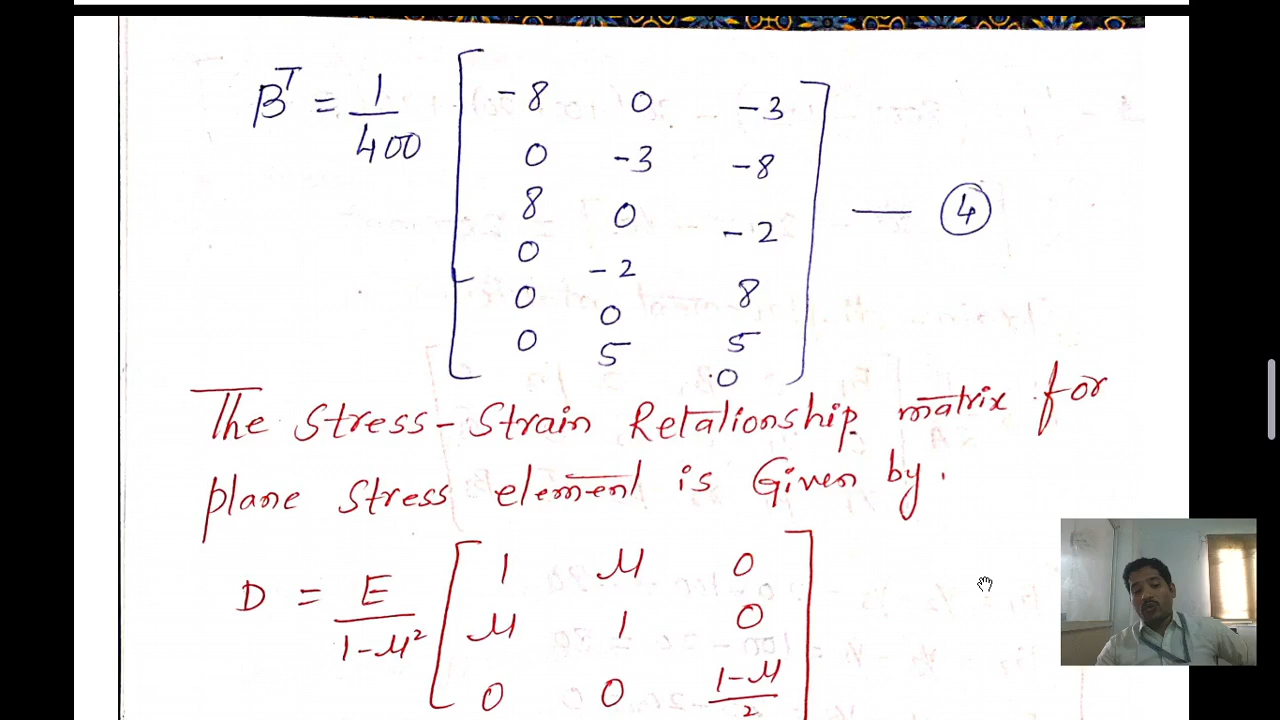 Bᵀ = 1/400 [ -8 0 -3
0 -3 -8
8 0 -2
0 -2 8
0 0 5
0 5 0 ] — ④
The Stress-Strain Relationship matrix for
plane stress element is Given by.
D = E/1-μ² [ 1 μ 0
μ 1 0
0 0 1-μ/2 ]